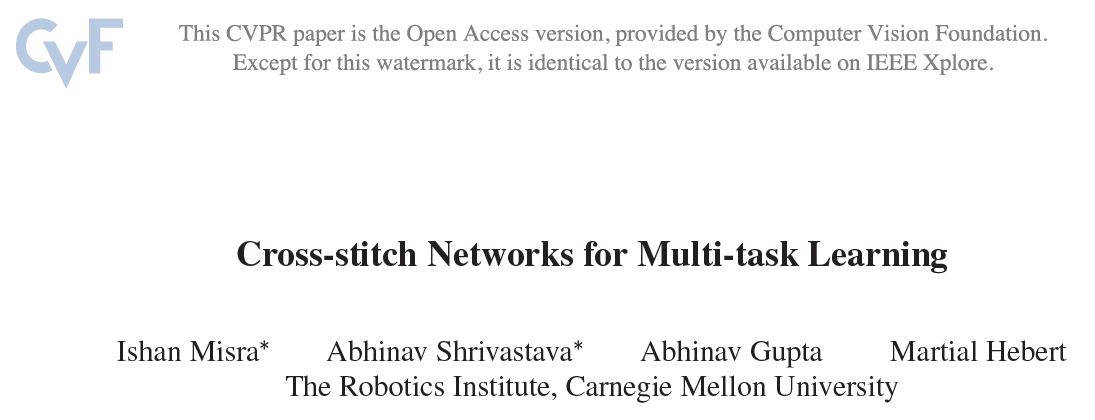 CVF
This CVPR paper is the Open Access version, provided by the Computer Vision Foundation.
Except for this watermark, it is identical to the version available on IEEE Xplore.
Cross-stitch Networks for Multi-task Learning
Ishan Misra* Abhinav Shrivastava* Abhinav Gupta Martial Hebert
The Robotics Institute, Carnegie Mellon University